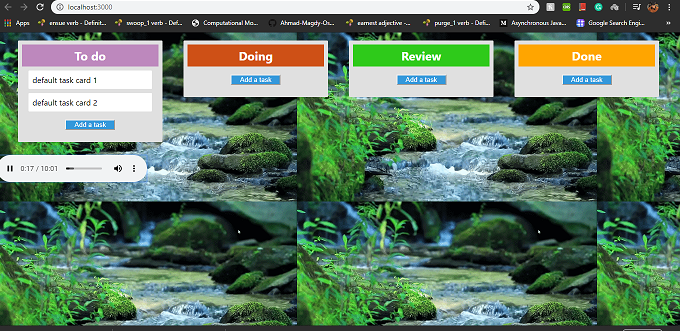 localhost:3000
Apps
ensue verb - Definit...
swoop_1 verb - Def...
Computational Mo...
Ahmad-Magdy-Os...
earnest adjective -...
purge_1 verb - Defi...
Asynchronous Java...
Google Search Engi...
To do
default task card 1
default task card 2
Add a task
Doing
Add a task
Review
Add a task
Done
Add a task
0:17 / 10:01